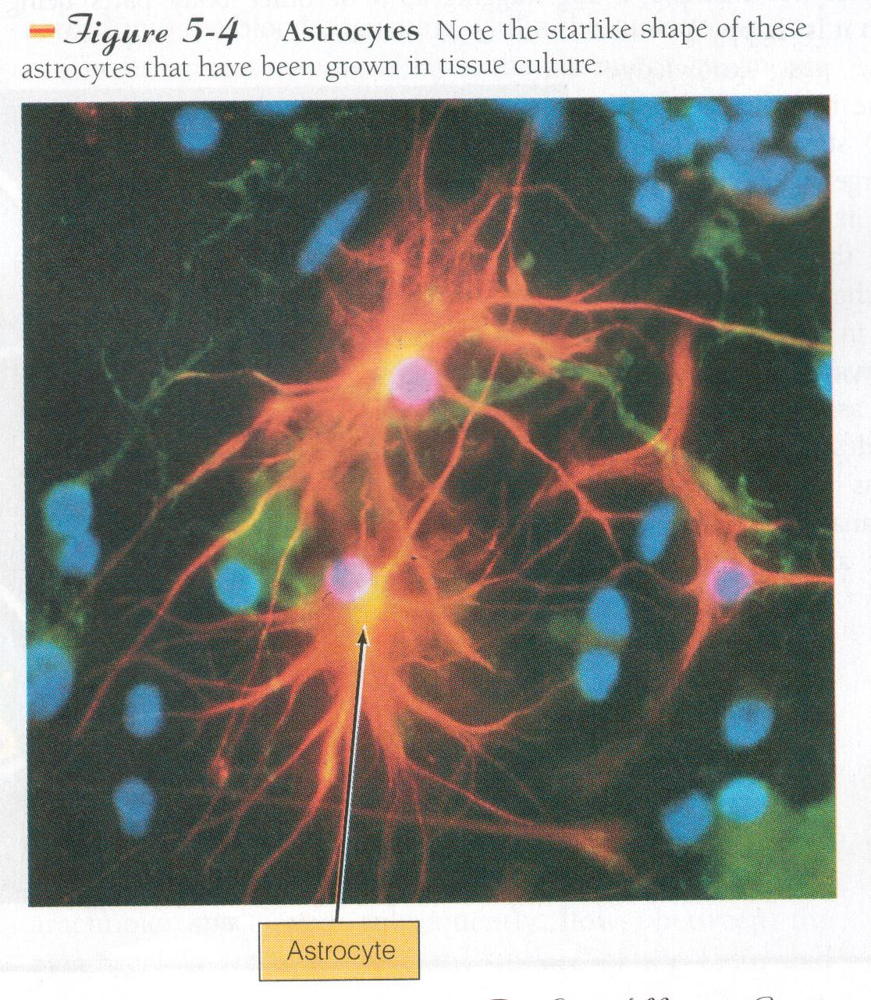 Figure 5-4 Astrocytes Note the starlike shape of these
astrocytes that have been grown in tissue culture.
Astrocyte